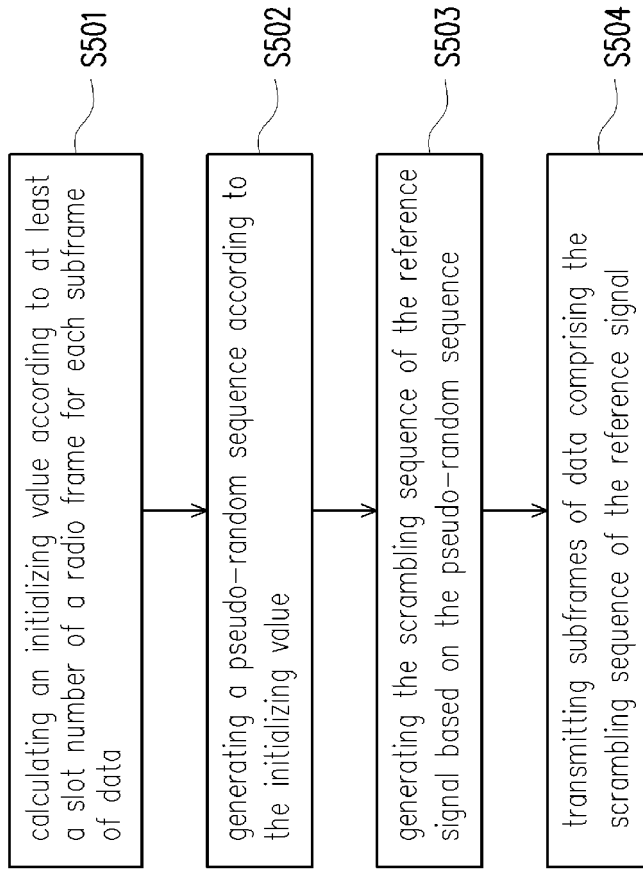 calculating an initializing value according to at least
a slot number of a radio frame for each subframe
of data
S501
generating a pseudo-random sequence according to
the initializing value
S502
generating the scrambling sequence of the reference
signal based on the pseudo-random sequence
S503
transmitting subframes of data comprising the
scrambling sequence of the reference signal
S504